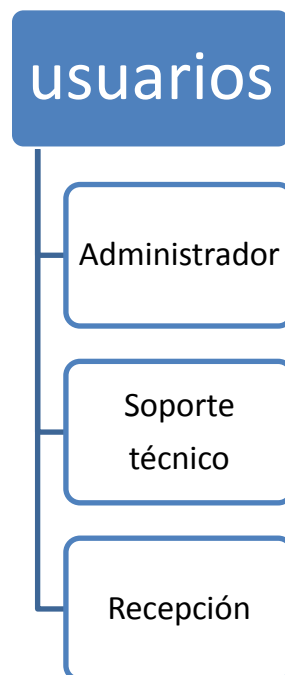 usuarios
Administrador
Soporte
técnico
Recepción